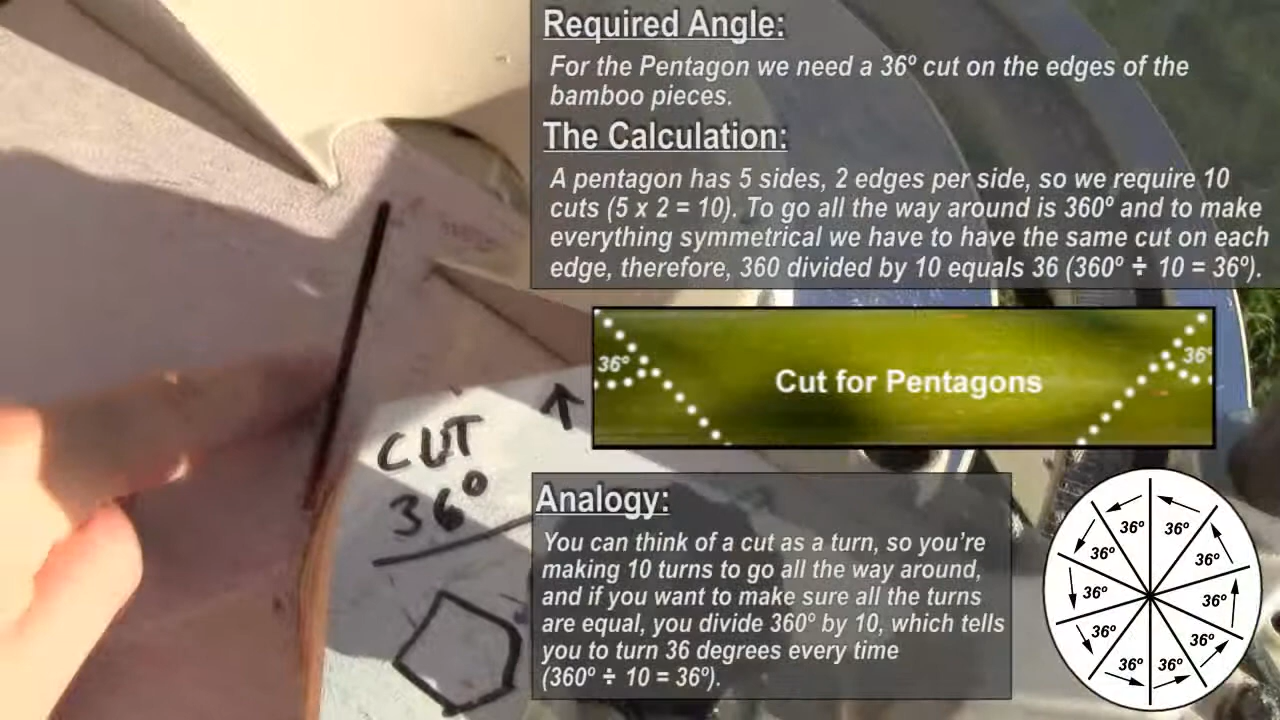 Required Angle:
For the Pentagon we need a 36º cut on the edges of the
bamboo pieces.
The Calculation:
A pentagon has 5 sides, 2 edges per side, so we require 10
cuts (5 x 2 = 10). To go all the way around is 360º and to make
everything symmetrical we have to have the same cut on each
edge, therefore, 360 divided by 10 equals 36 (360º ÷ 10 = 36º).
36º
36º
Cut for Pentagons
CUT
36º
Analogy:
You can think of a cut as a turn, so you're
making 10 turns to go all the way around,
and if you want to make sure all the turns
are equal, you divide 360º by 10, which tells
you to turn 36 degrees every time
(360º ÷ 10 = 36º).
36º
36º
36º
36º
36º
36º
36º
36º
36º
36º